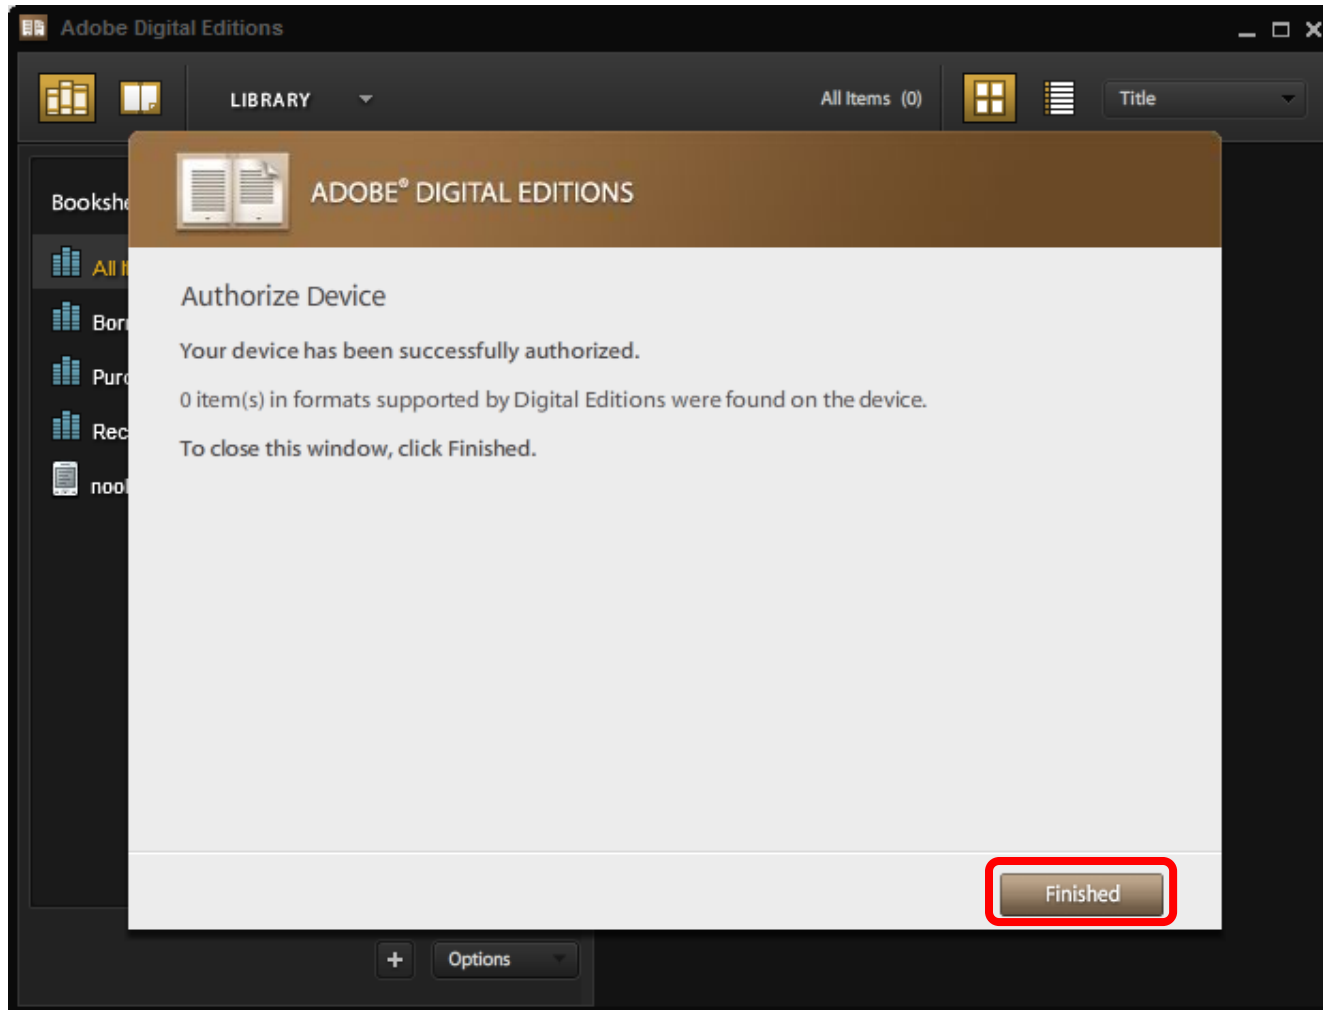 Adobe Digital Editions
LIBRARY
All Items (0)
Title
ADOBE® DIGITAL EDITIONS
Authorize Device
Your device has been successfully authorized.
0 item(s) in formats supported by Digital Editions were found on the device.
To close this window, click Finished.
Finished
All
Options